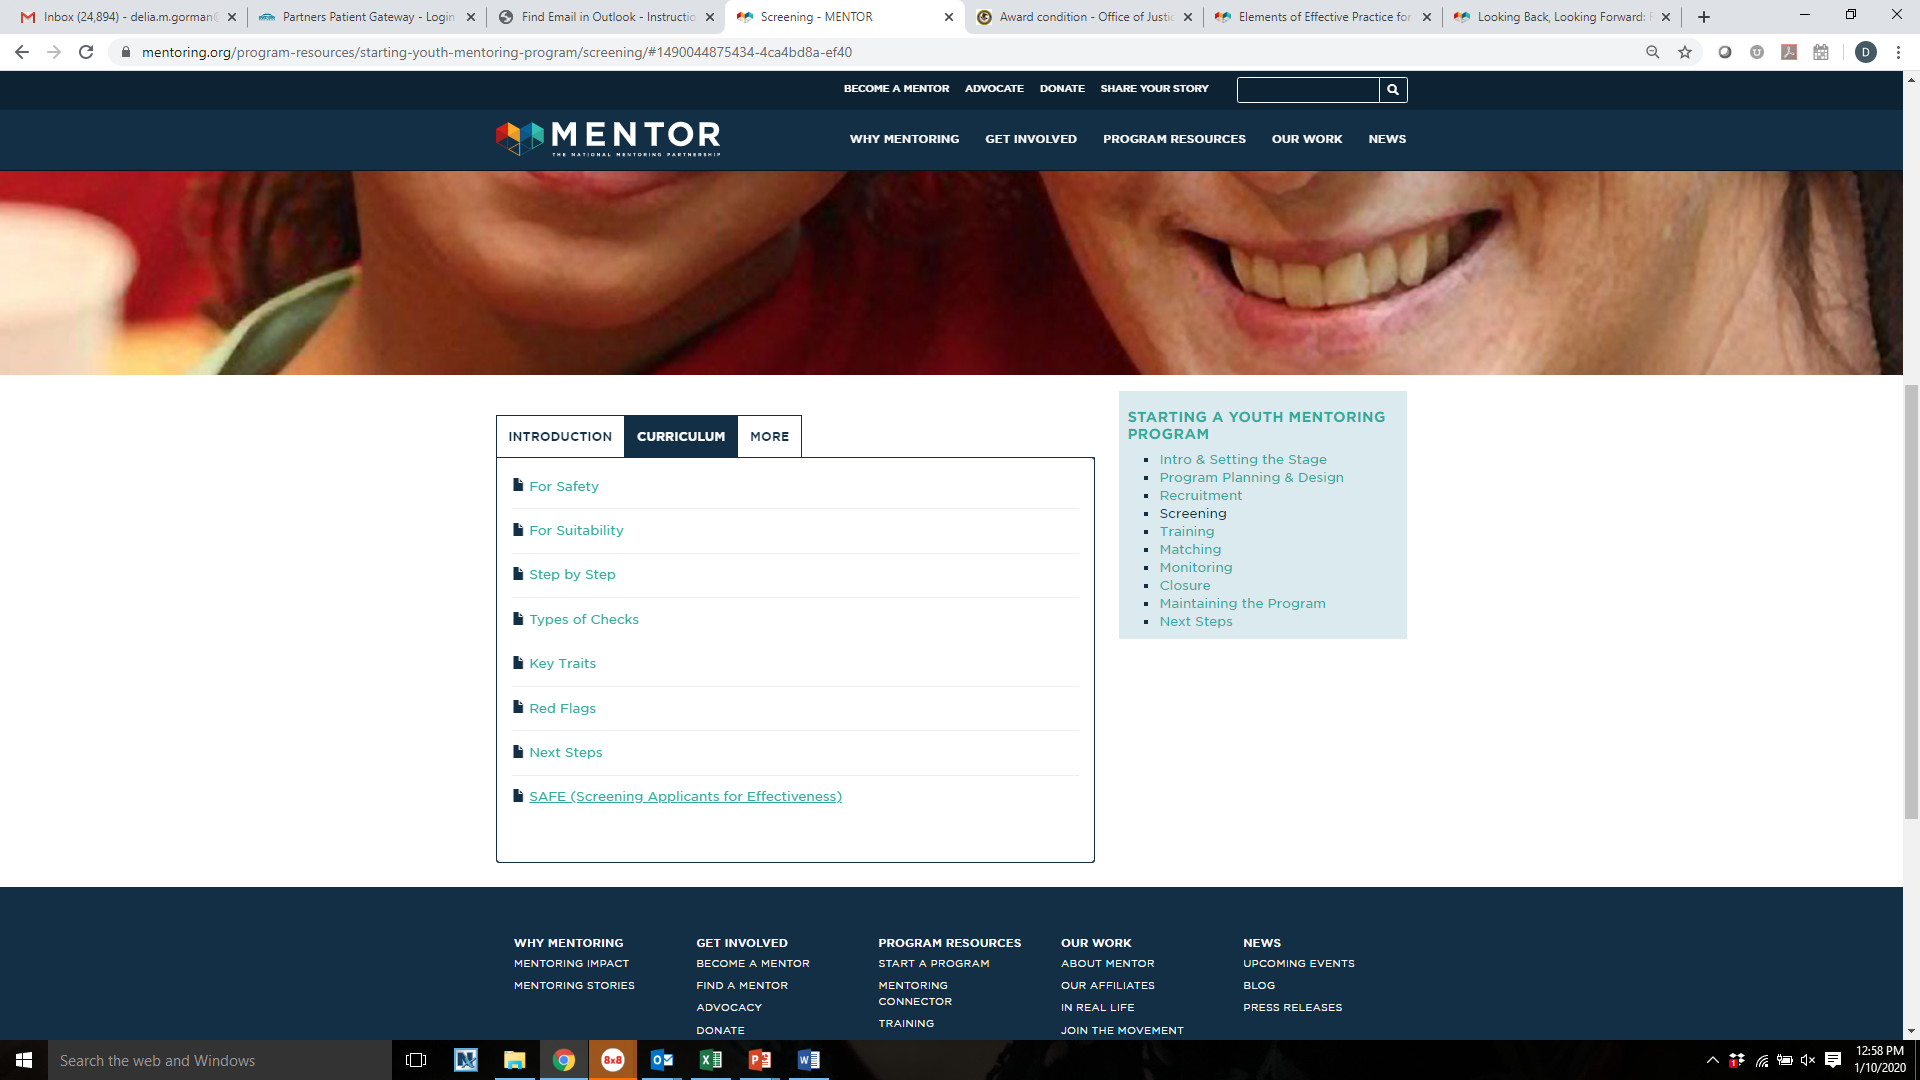 Inbox (24,894) - delia.m.gorman
Partners Patient Gateway - Login
Find Email in Outlook - Instructio
Screening - MENTOR
Award condition - Office of Justic
Elements of Effective Practice for
Looking Back, Looking Forward:
mentoring.org/program-resources/starting-youth-mentoring-program/screening/#1490044875434-4ca4bd8a-ef40
D
BECOME A MENTOR ADVOCATE DONATE SHARE YOUR STORY
MENTOR
THE NATIONAL MENTORING PARTNERSHIP
WHY MENTORING GET INVOLVED PROGRAM RESOURCES OUR WORK NEWS
INTRODUCTION CURRICULUM MORE
For Safety
For Suitability
Step by Step
Types of Checks
Key Traits
Red Flags
Next Steps
SAFE (Screening Applicants for Effectiveness)
STARTING A YOUTH MENTORING
PROGRAM
Intro & Setting the Stage
Program Planning & Design
Recruitment
Screening
Training
Matching
Monitoring
Closure
Maintaining the Program
Next Steps
WHY MENTORING
MENTORING IMPACT
MENTORING STORIES
GET INVOLVED
BECOME A MENTOR
FIND A MENTOR
ADVOCACY
DONATE
PROGRAM RESOURCES
START A PROGRAM
MENTORING
CONNECTOR
TRAINING
OUR WORK
ABOUT MENTOR
OUR AFFILIATES
IN REAL LIFE
JOIN THE MOVEMENT
NEWS
UPCOMING EVENTS
BLOG
PRESS RELEASES
Search the web and Windows
8x8
12:58 PM
1/10/2020